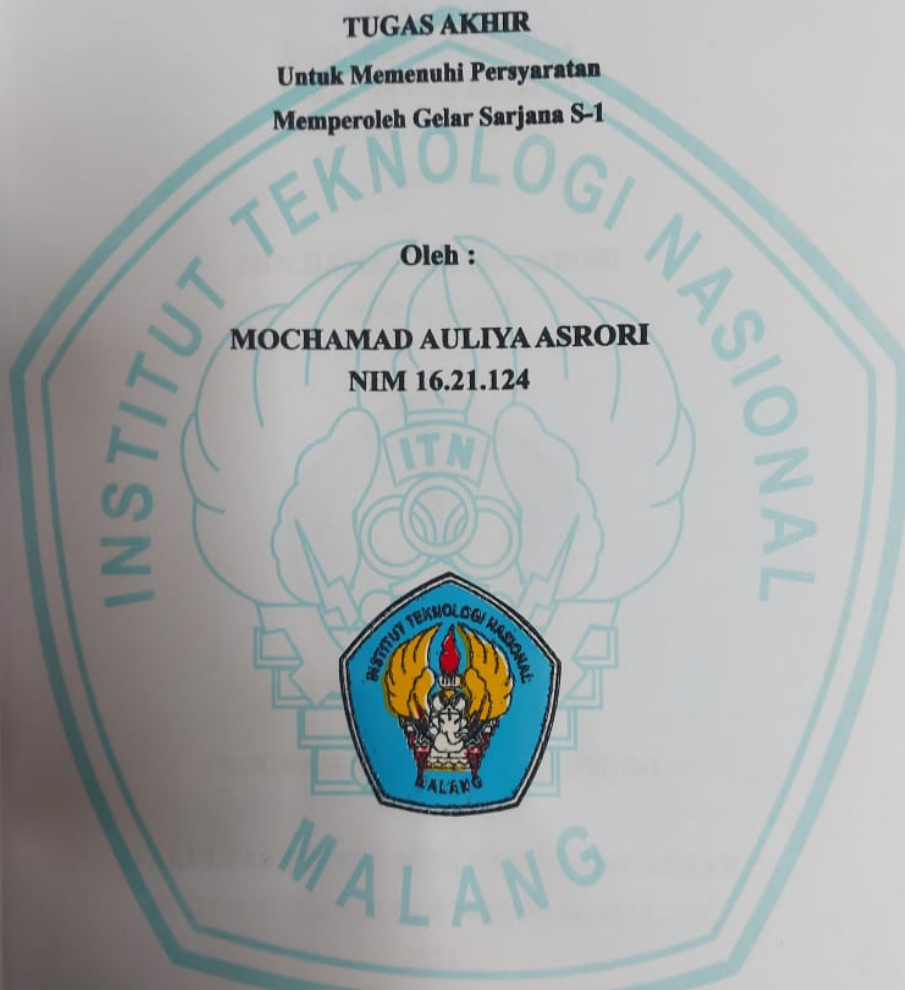 TUGAS AKHIR
Untuk Memenuhi Persyaratan
Memperoleh Gelar Sarjana S-1
INSTITUT TEKNOLOGI NASIONAL
Oleh :
MOCHAMAD AULIYA ASRORI
NIM 16.21.124
ITN
INSTITUT TEKNOLOGI NASIONAL
MALANG
MALANG